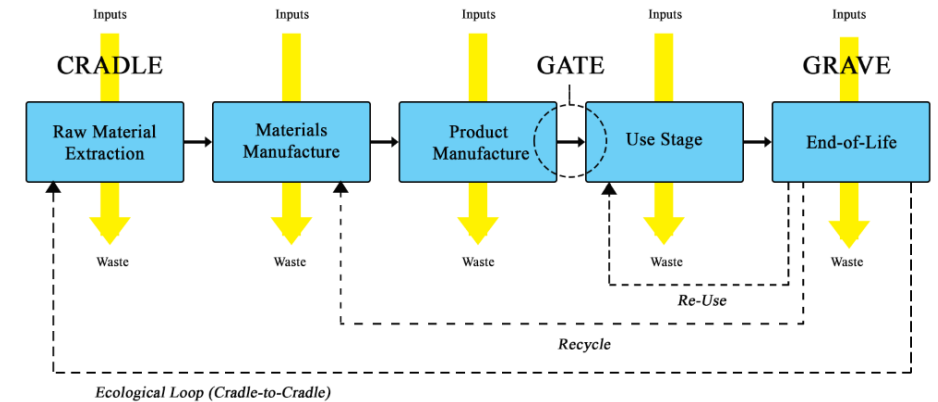 Inputs
Inputs
Inputs
Inputs
Inputs
CRADLE
GATE
GRAVE
Raw Material
Extraction
Materials
Manufacture
Product
Manufacture
Use Stage
End-of-Life
Waste
Waste
Waste
Waste
Waste
Re-Use
Recycle
Ecological Loop (Cradle-to-Cradle)